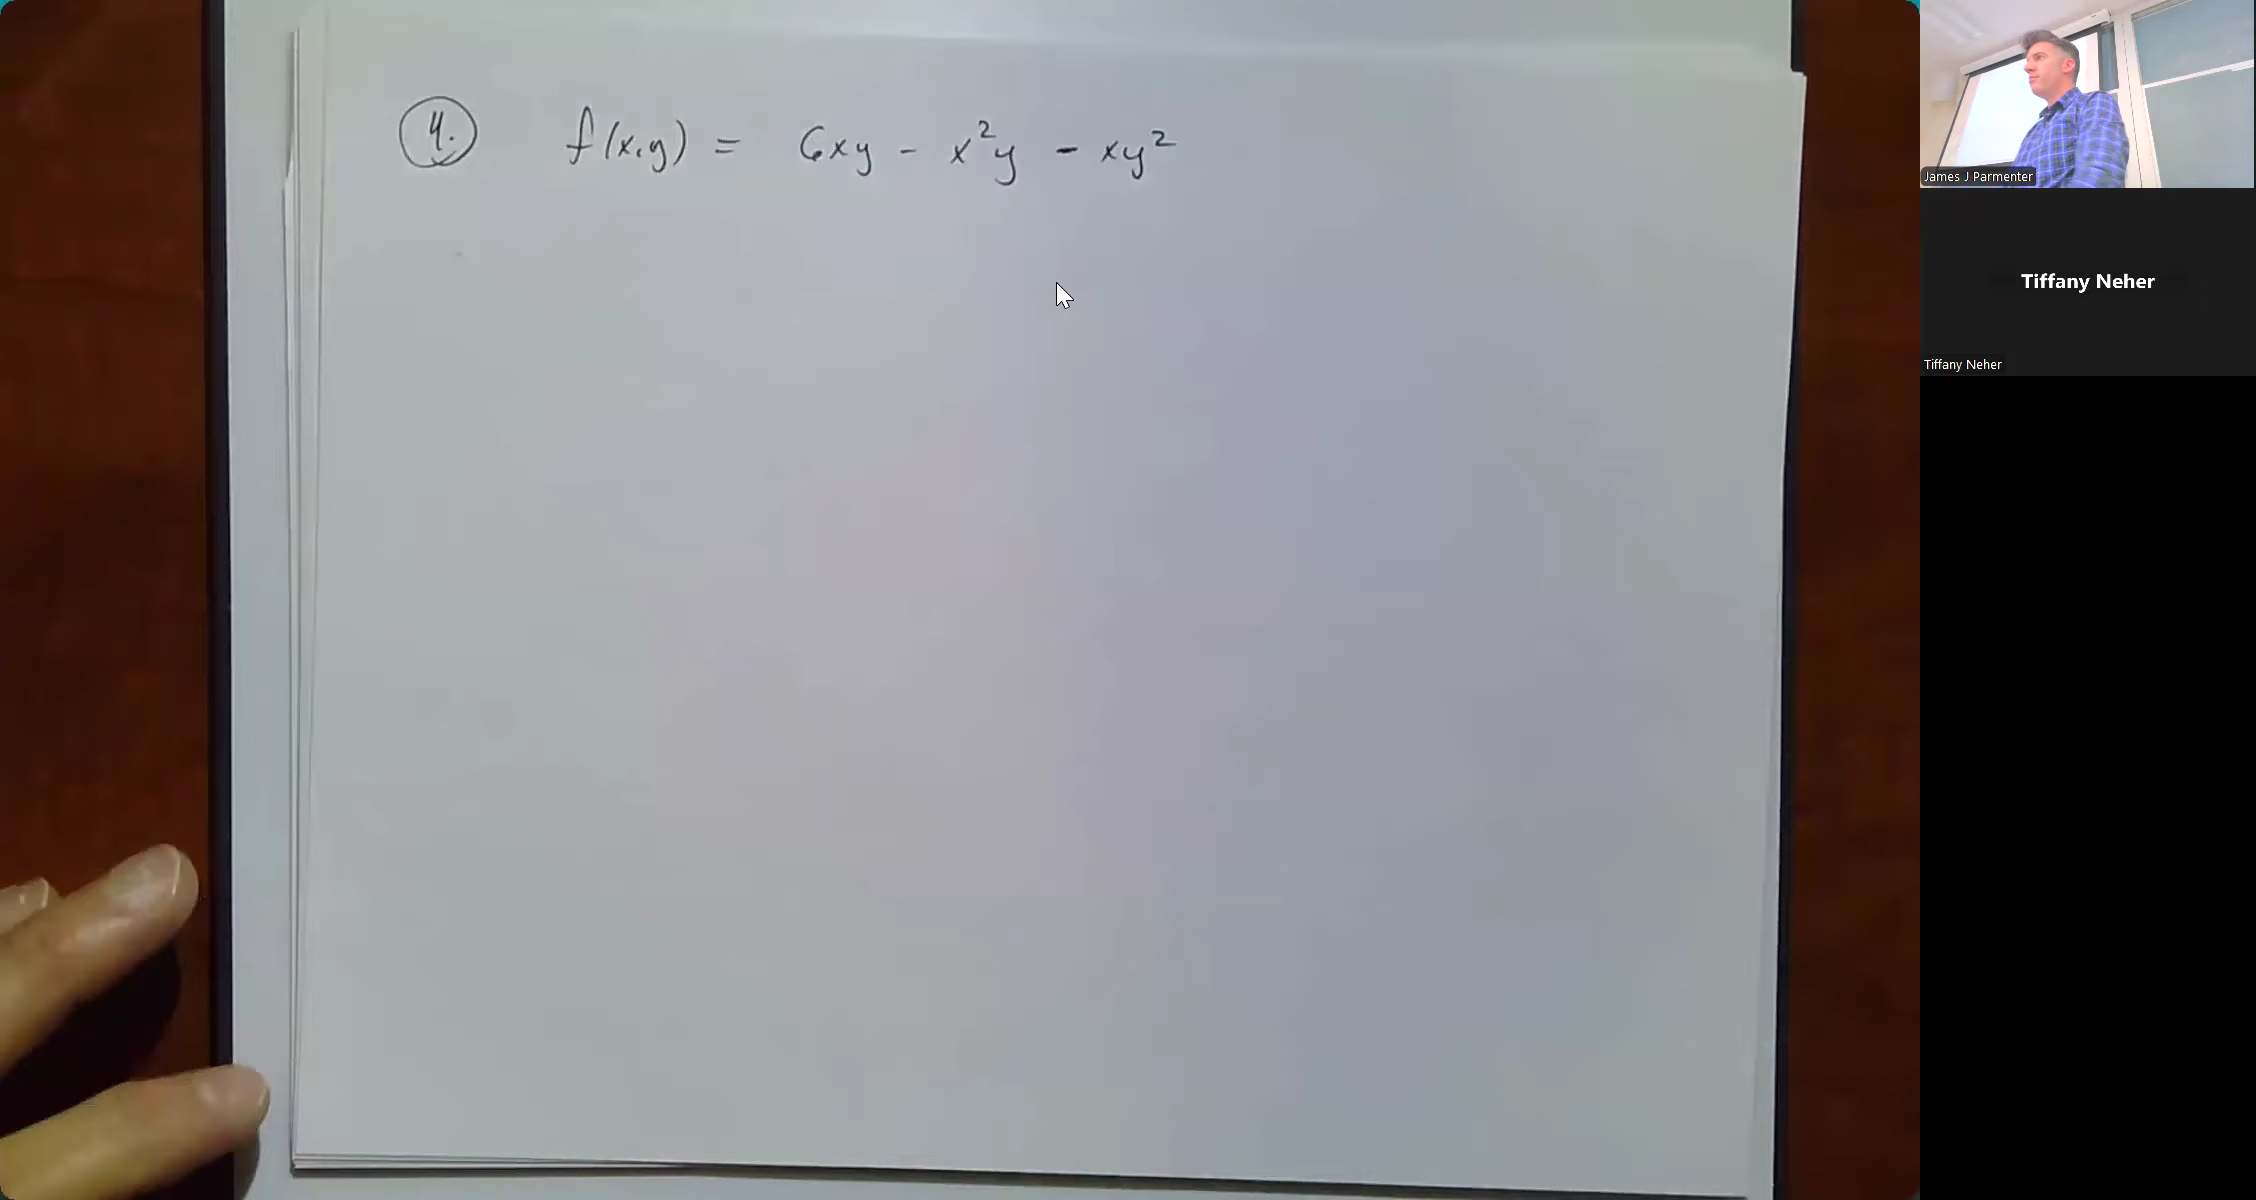 4. f(x,y) = 6xy - x²y - xy²
James J Parmenter
Tiffany Neher
Tiffany Neher